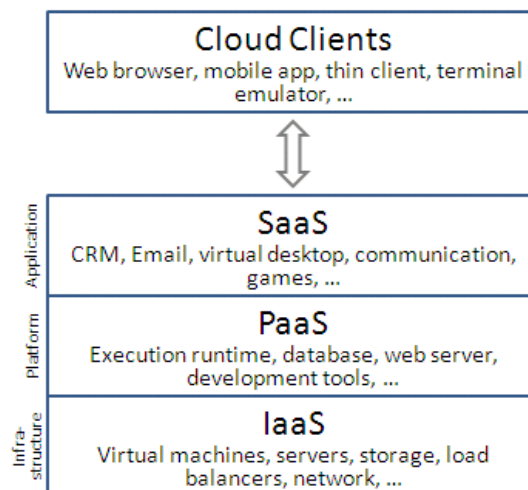 Cloud Clients
Web browser, mobile app, thin client, terminal
emulator, ...
Application
SaaS
CRM, Email, virtual desktop, communication,
games, ...
Platform
PaaS
Execution runtime, database, web server,
development tools, ...
Infra-
structure
IaaS
Virtual machines, servers, storage, load
balancers, network, ...